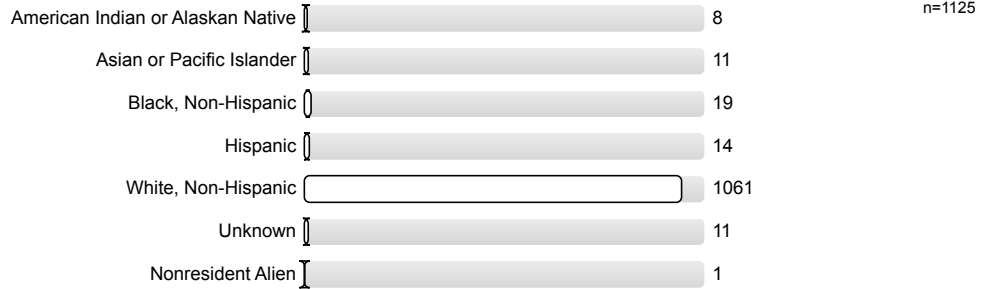 n=1125
American Indian or Alaskan Native 8
Asian or Pacific Islander 11
Black, Non-Hispanic 19
Hispanic 14
White, Non-Hispanic 1061
Unknown 11
Nonresident Alien 1